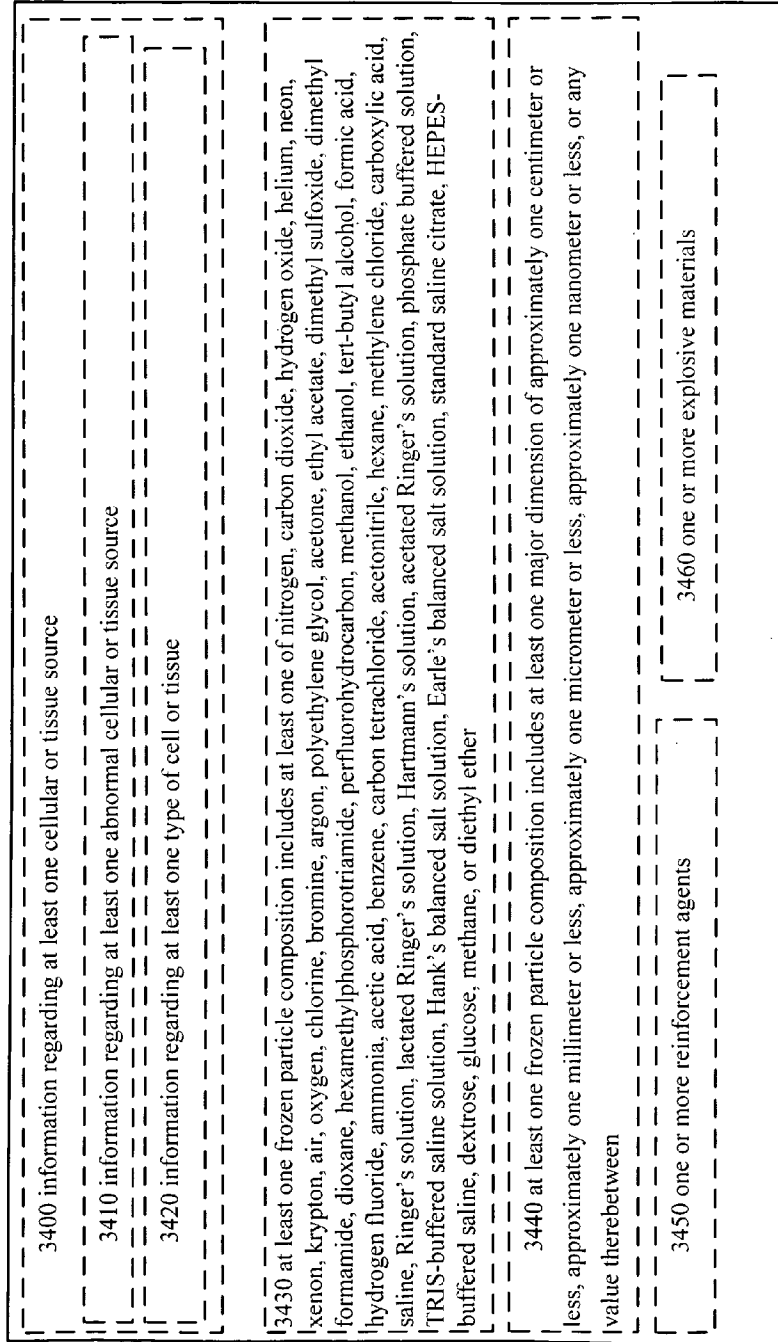 3400 information regarding at least one cellular or tissue source
3410 information regarding at least one abnormal cellular or tissue source
3420 information regarding at least one type of cell or tissue
3430 at least one frozen particle composition includes at least one of nitrogen, carbon dioxide, hydrogen oxide, helium, neon,
xenon, krypton, air, oxygen, chlorine, bromine, argon, polyethylene glycol, acetone, ethyl acetate, dimethyl sulfoxide, dimethyl
formamide, dioxane, hexamethylphosphorotriamide, perfluorohydrocarbon, methanol, ethanol, tert-butyl alcohol, formic acid,
hydrogen fluoride, ammonia, acetic acid, benzene, carbon tetrachloride, acetonitrile, hexane, methylene chloride, carboxylic acid,
saline, Ringer's solution, lactated Ringer's solution, Hartmann's solution, acetated Ringer's solution, phosphate buffered solution,
TRIS-buffered saline solution, Hank's balanced salt solution, Earle's balanced salt solution, standard saline citrate, HEPES-
buffered saline, dextrose, glucose, methane, or diethyl ether
3440 at least one frozen particle composition includes at least one major dimension of approximately one centimeter or
less, approximately one millimeter or less, approximately one micrometer or less, approximately one nanometer or less, or any
value therebetween
3450 one or more reinforcement agents
3460 one or more explosive materials